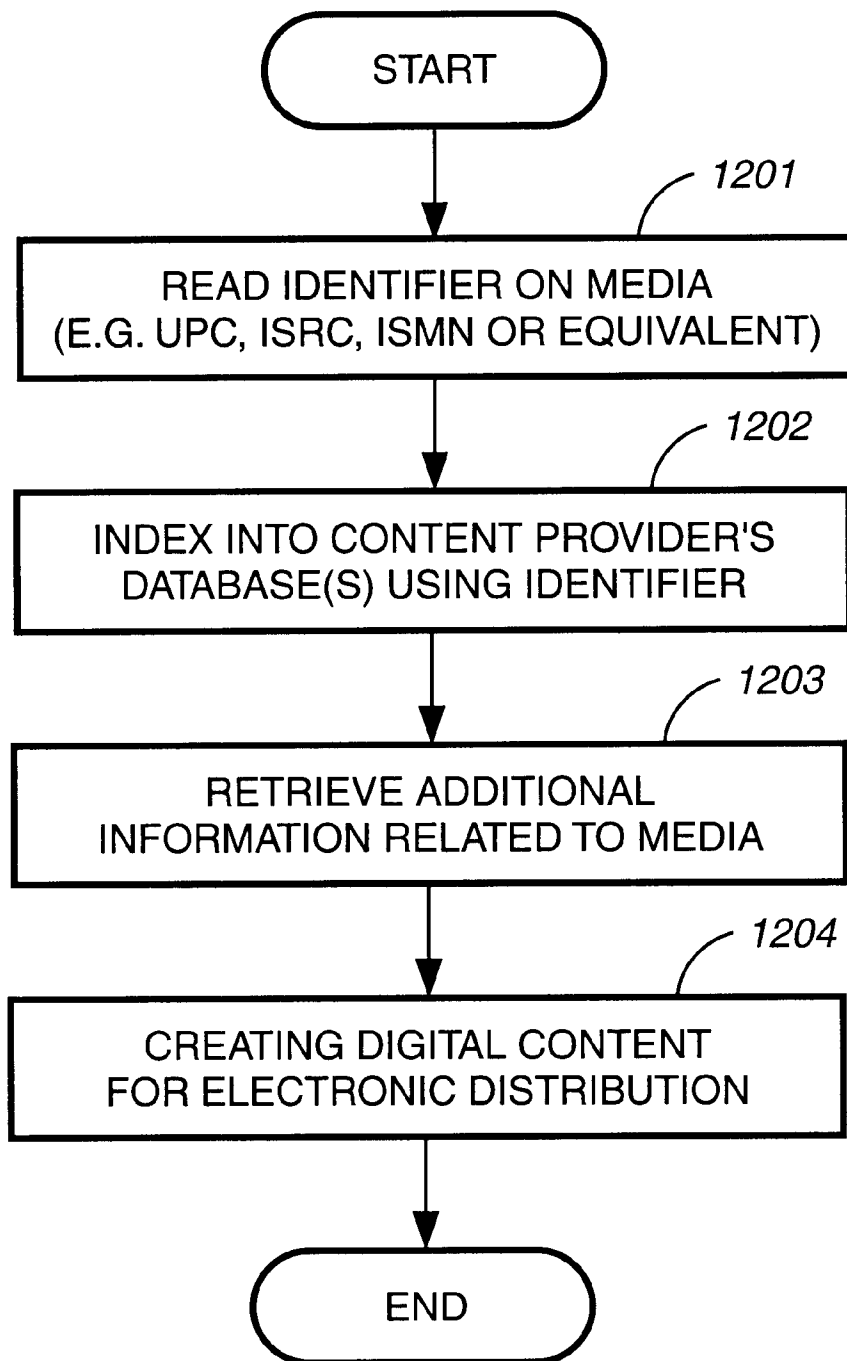 START
1201
READ IDENTIFIER ON MEDIA
(E.G. UPC, ISRC, ISMN OR EQUIVALENT)
1202
INDEX INTO CONTENT PROVIDER'S
DATABASE(S) USING IDENTIFIER
1203
RETRIEVE ADDITIONAL
INFORMATION RELATED TO MEDIA
1204
CREATING DIGITAL CONTENT
FOR ELECTRONIC DISTRIBUTION
END